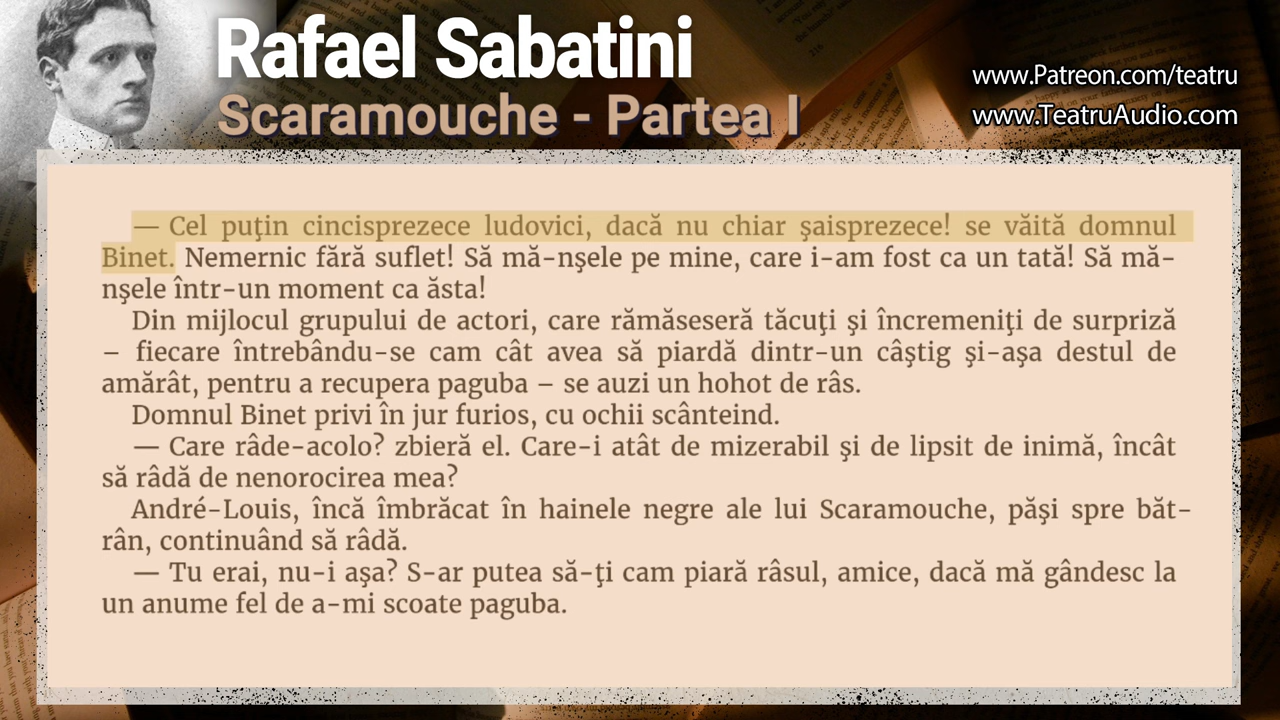 Rafael Sabatini
Scaramouche - Partea I
www.Patreon.com/teatru
www.TeatruAudio.com
— Cel puţin cincisprezece ludovici, dacă nu chiar şaisprezece! se văită domnul
Binet. Nemernic fără suflet! Să mă-nşele pe mine, care i-am fost ca un tată! Să mă-
nşele într-un moment ca ăsta!
Din mijlocul grupului de actori, care rămăseseră tăcuţi şi încremeniţi de surpriză
– fiecare întrebându-se cam cât avea să piardă dintr-un câştig şi-aşa destul de
amărât, pentru a recupera paguba – se auzi un hohot de râs.
Domnul Binet privi în jur furios, cu ochii scânteind.
— Care râde-acolo? zbieră el. Care-i atât de mizerabil şi de lipsit de inimă, încât
să râdă de nenorocirea mea?
André-Louis, încă îmbrăcat în hainele negre ale lui Scaramouche, păşi spre băt-
rân, continuând să râdă.
— Tu erai, nu-i aşa? S-ar putea să-ţi cam piară râsul, amice, dacă mă gândesc la
un anume fel de a-mi scoate paguba.